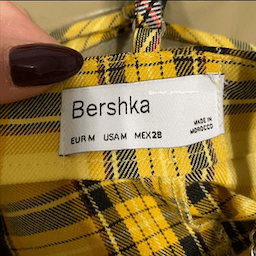 Bershka
EUR M USA M MEX 28
MADE IN
MOROCCO